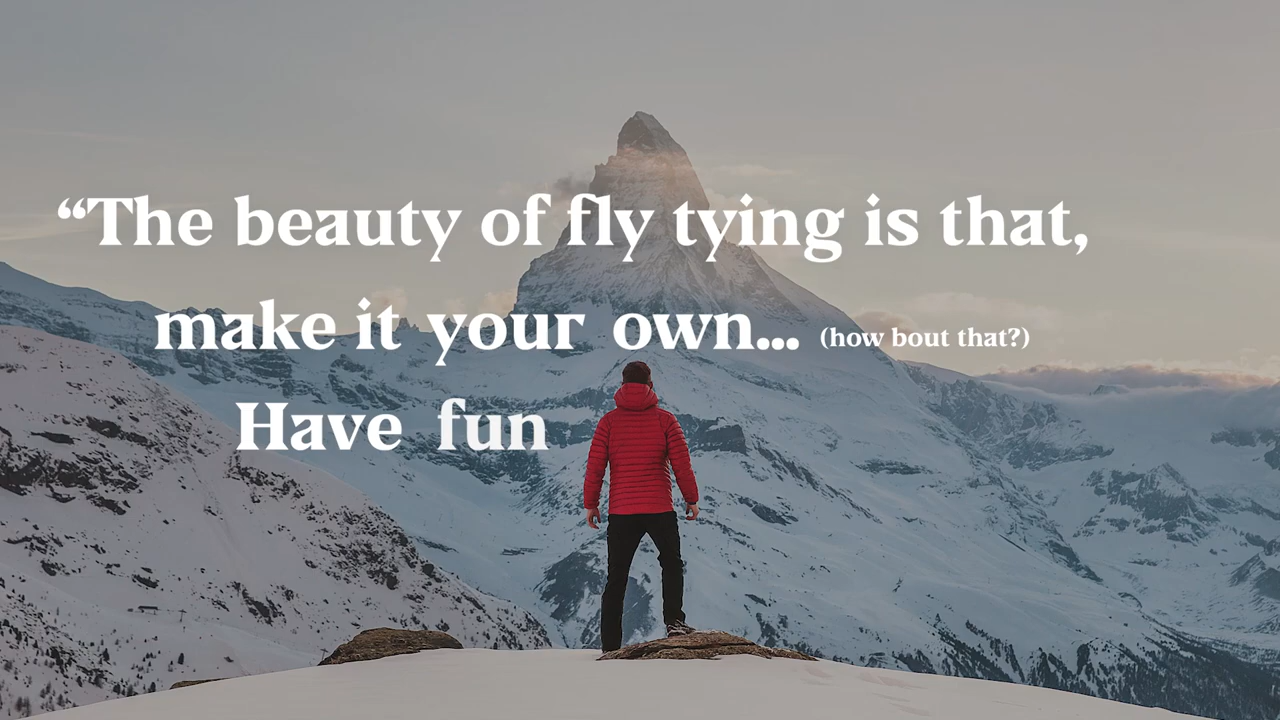 “The beauty of fly tying is that,
make it your own... (how bout that?)
Have fun